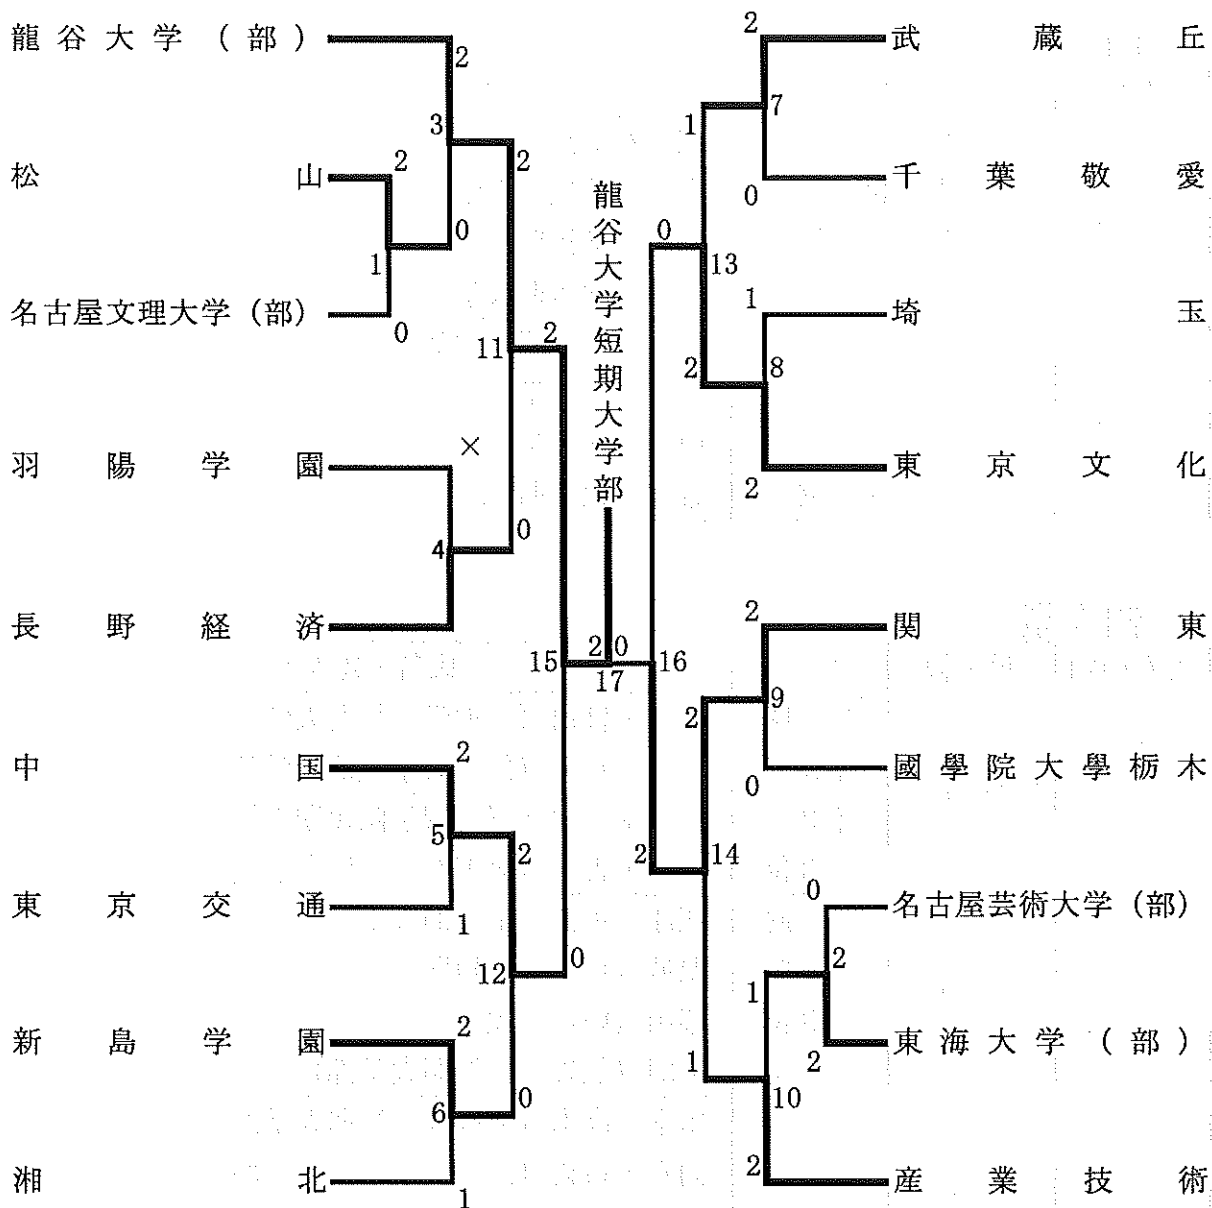 龍谷大学（部）
2
3
2
松山
2
0
1
名古屋文理大学（部）
0
11
2
羽陽学園
×
4
0
長野経済
15
中国
2
5
2
東京交通
1
12
0
新島学園
2
6
0
湘北
1
龍谷大学短期大学部
2 0
17
2
武蔵丘
1
7
0
千葉敬愛
0
13
1
埼玉
2
8
2
東京文化
16
2
関東
2
9
0
國學院大學栃木
2
14
0
名古屋芸術大学（部）
1
2
2
東海大学（部）
1
10
2
産業技術